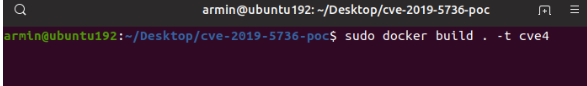 armin@ubuntu192: ~/Desktop/cve-2019-5736-poc
armin@ubuntu192:~/Desktop/cve-2019-5736-poc$ sudo docker build . -t cve4